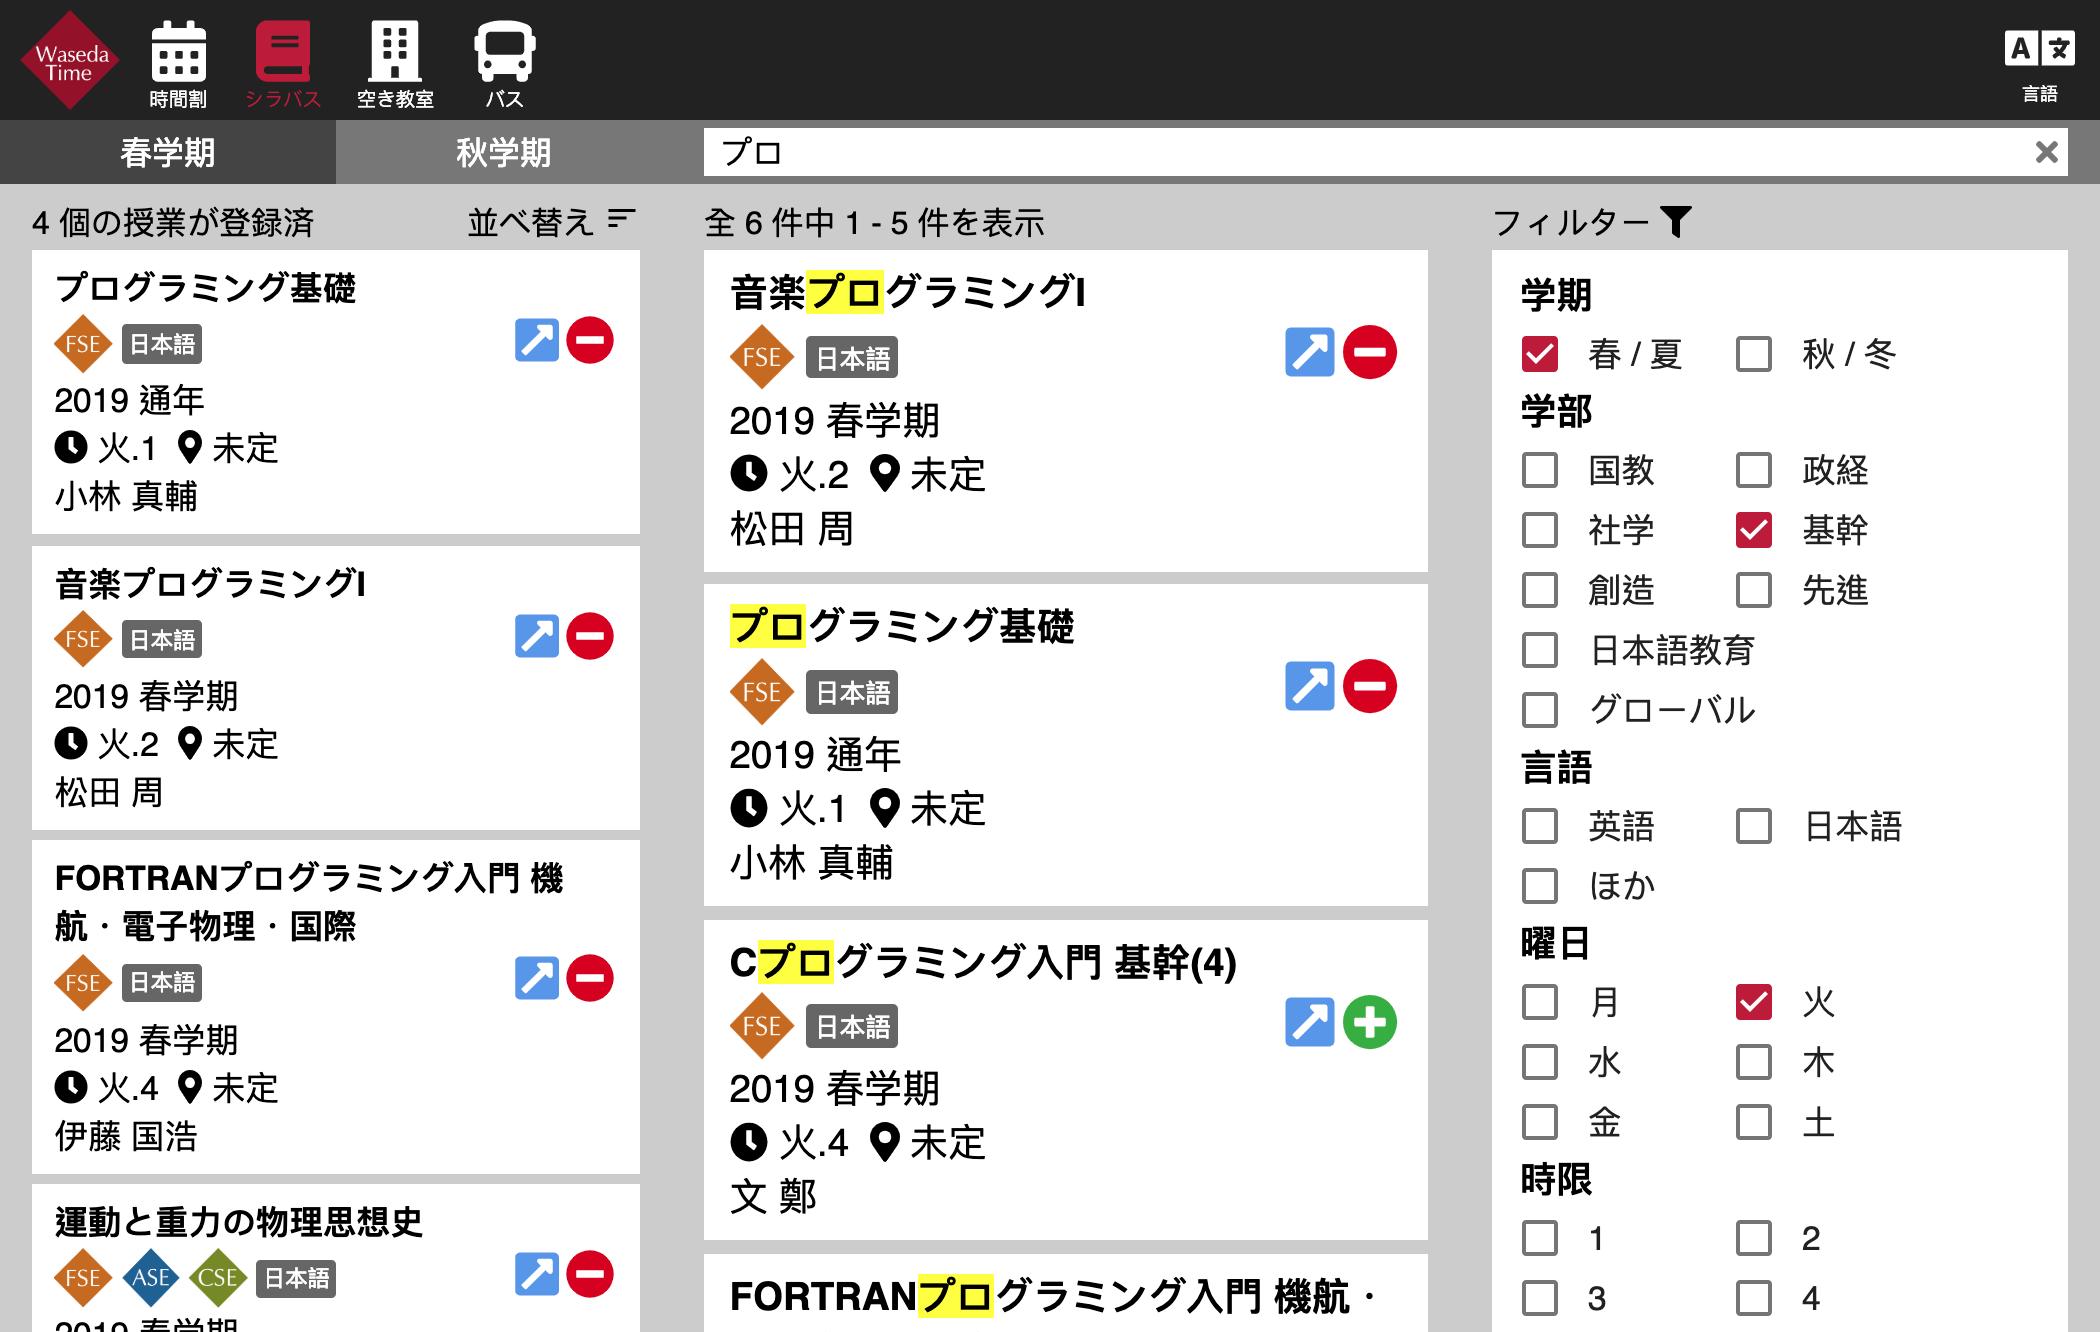 Waseda
Time
時間割
シラバス
空き教室
バス
A 文
言語
春学期
秋学期
プロ
4 個の授業が登録済
並べ替え
プログラミング基礎
FSE 日本語
2019 通年
火.1 未定
小林 真輔
音楽プログラミングI
FSE 日本語
2019 春学期
火.2 未定
松田 周
FORTRANプログラミング入門 機
航・電子物理・国際
FSE 日本語
2019 春学期
火.4 未定
伊藤 国浩
運動と重力の物理思想史
FSE ASE CSE 日本語
2019 春学期
全 6 件中 1 - 5 件を表示
音楽プログラミングI
FSE 日本語
2019 春学期
火.2 未定
松田 周
プログラミング基礎
FSE 日本語
2019 通年
火.1 未定
小林 真輔
Cプログラミング入門 基幹(4)
FSE 日本語
2019 春学期
火.4 未定
文 鄭
FORTRANプログラミング入門 機航・
フィルター
学期
春 / 夏 秋 / 冬
学部
国教 政経
社学 基幹
創造 先進
日本語教育
グローバル
言語
英語 日本語
ほか
曜日
月 火
水 木
金 土
時限
1 2
3 4